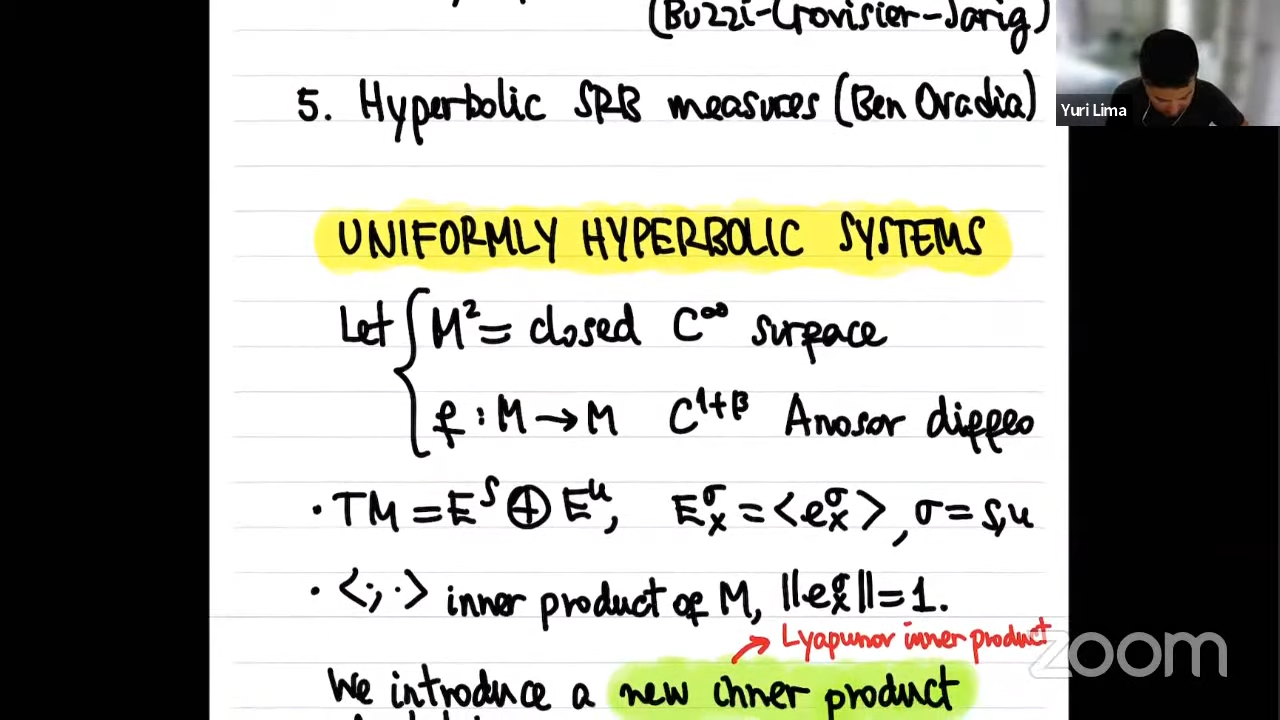 (Buzzi-Crovisier-Sarig)
5. Hyperbolic SRB measures (Ben Ovadia)
Yuri Lima
UNIFORMLY HYPERBOLIC SYSTEMS
Let { M² = closed C^∞ surface
f : M → M C^{1+β} Anosov diffeo
· TM = E^s ⊕ E^u, E^σ_x = <e^σ_x>, σ = s,u
· <·,·> inner product of M, ||e^σ_x|| = 1.
→ Lyapunov inner product
zoom
We introduce a new inner product